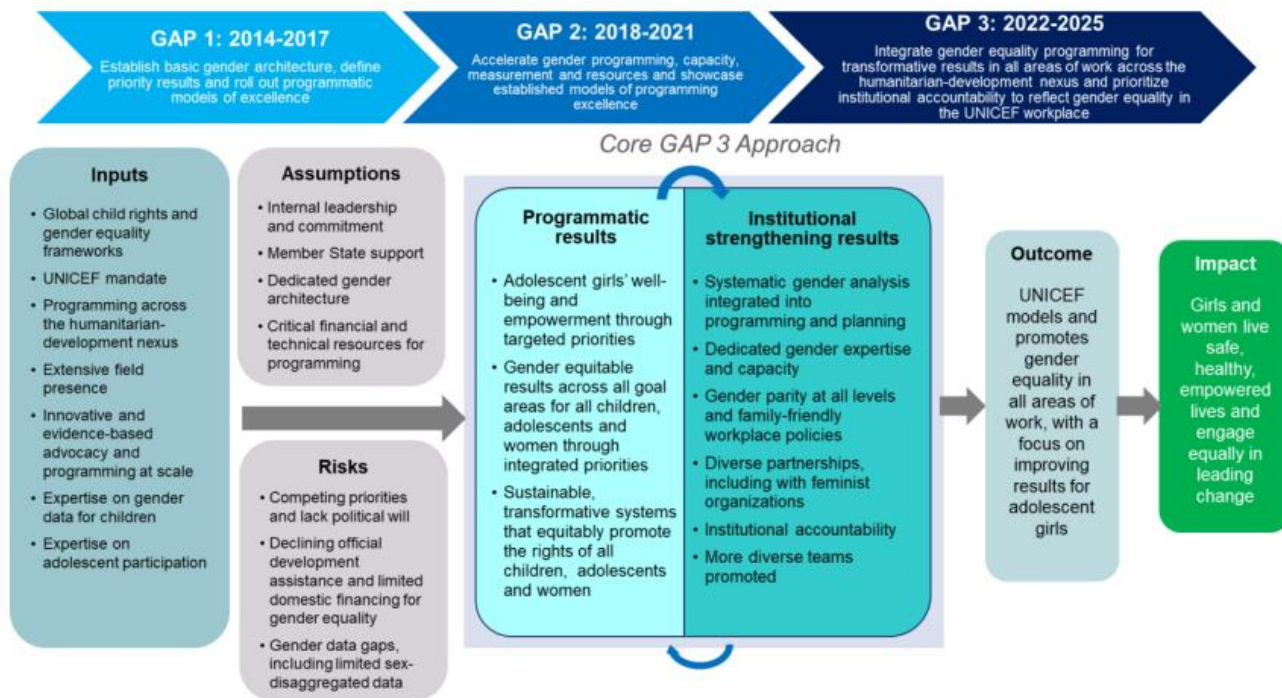 GAP 1: 2014-2017
Establish basic gender architecture, define
priority results and roll out programmatic
models of excellence
GAP 2: 2018-2021
Accelerate gender programming, capacity,
measurement and resources and showcase
established models of programming
excellence
GAP 3: 2022-2025
Integrate gender equality programming for
transformative results in all areas of work across the
humanitarian-development nexus and prioritize
institutional accountability to reflect gender equality in
the UNICEF workplace
Core GAP 3 Approach
Inputs
• Global child rights and
gender equality
frameworks
• UNICEF mandate
• Programming across
the humanitarian-
development nexus
• Extensive field
presence
• Innovative and
evidence-based
advocacy and
programming at scale
• Expertise on gender
data for children
• Expertise on
adolescent participation
Assumptions
• Internal leadership
and commitment
• Member State support
• Dedicated gender
architecture
• Critical financial and
technical resources for
programming
Risks
• Competing priorities
and lack political will
• Declining official
development
assistance and limited
domestic financing for
gender equality
• Gender data gaps,
including limited sex-
disaggregated data
Programmatic
results
• Adolescent girls' well-
being and
empowerment through
targeted priorities
• Gender equitable
results across all goal
areas for all children,
adolescents and
women through
integrated priorities
• Sustainable,
transformative systems
that equitably promote
the rights of all
children, adolescents
and women
Institutional
strengthening results
• Systematic gender analysis
integrated into
programming and planning
• Dedicated gender expertise
and capacity
• Gender parity at all levels
and family-friendly
workplace policies
• Diverse partnerships,
including with feminist
organizations
• Institutional accountability
• More diverse teams
promoted
Outcome
UNICEF
models and
promotes
gender
equality in
all areas of
work, with a
focus on
improving
results for
adolescent
girls
Impact
Girls and
women live
safe,
healthy,
empowered
lives and
engage
equally in
leading
change